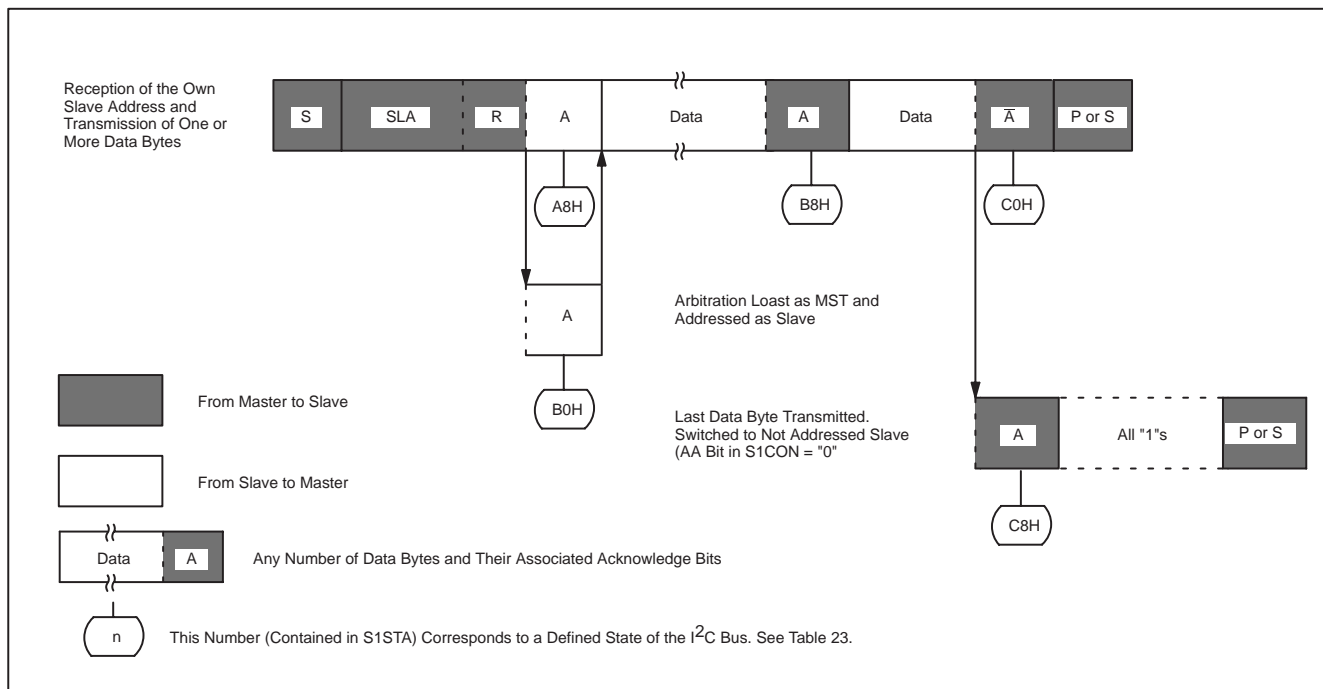 Reception of the Own
Slave Address and
Transmission of One or
More Data Bytes
S SLA R A Data A Data A̅ P or S
A8H B8H C0H
A
Arbitration Loast as MST and
Addressed as Slave
B0H
From Master to Slave
Last Data Byte Transmitted.
Switched to Not Addressed Slave
(AA Bit in S1CON = "0"
A All "1"s P or S
From Slave to Master
C8H
Data A Any Number of Data Bytes and Their Associated Acknowledge Bits
n This Number (Contained in S1STA) Corresponds to a Defined State of the I²C Bus. See Table 23.